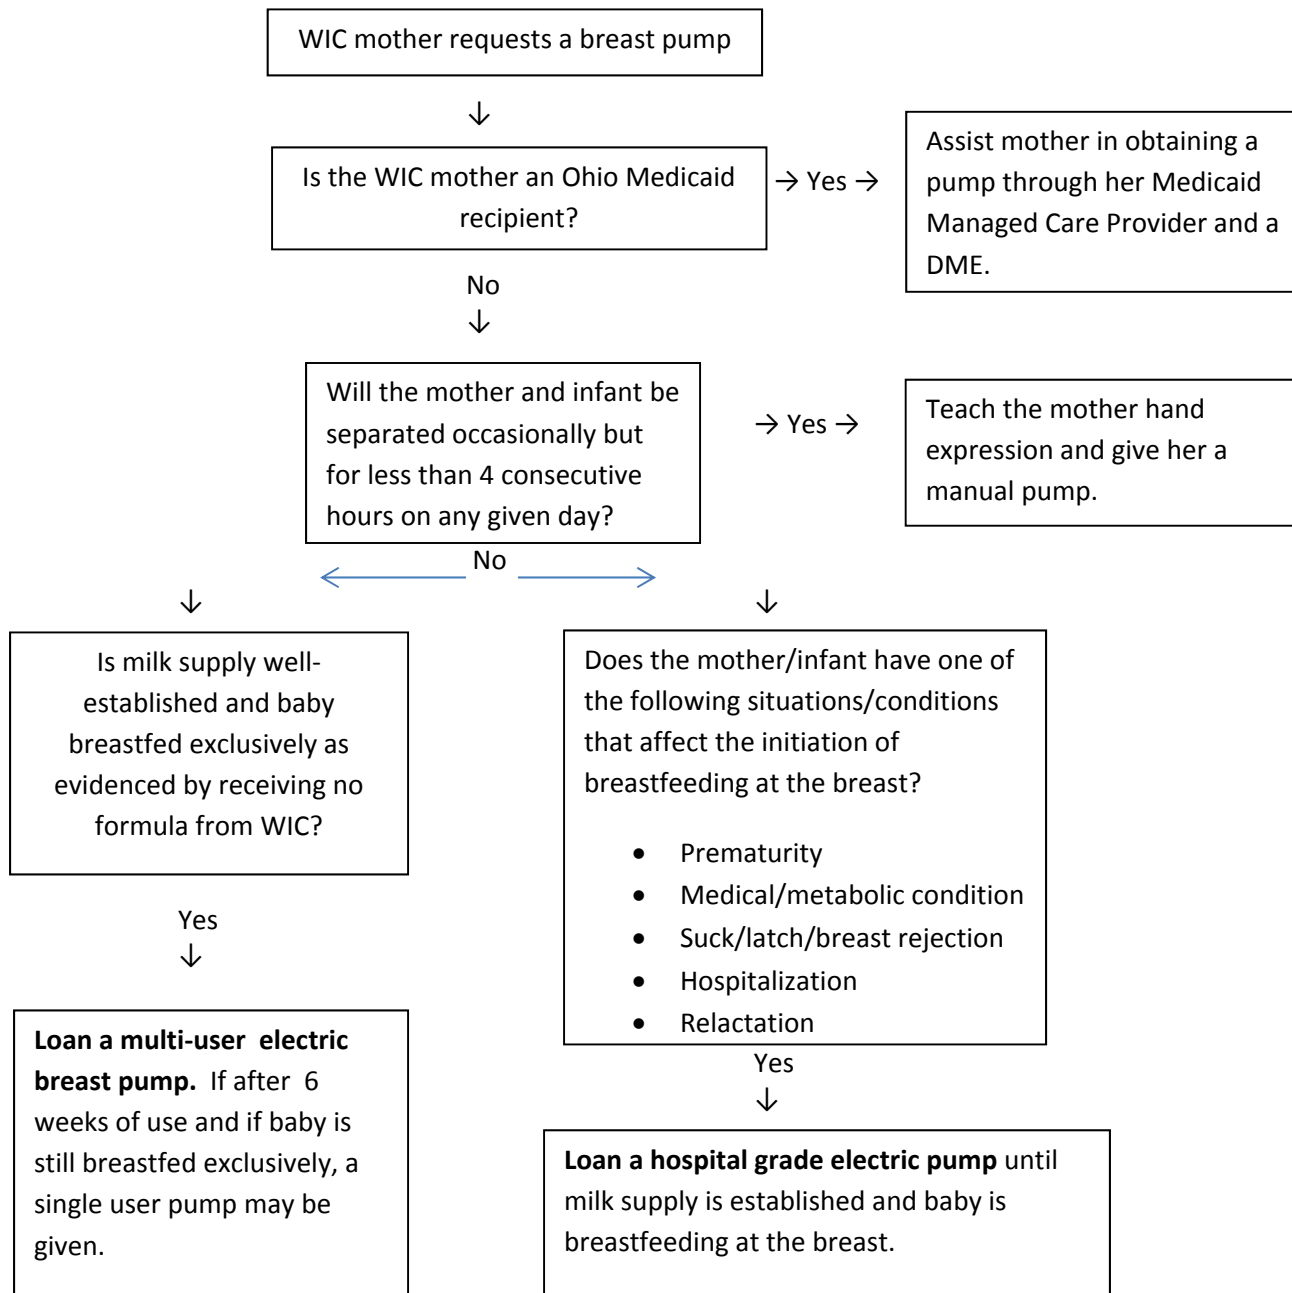 WIC mother requests a breast pump
↓
Is the WIC mother an Ohio Medicaid
recipient?
→ Yes →
Assist mother in obtaining a
pump through her Medicaid
Managed Care Provider and a
DME.
No
↓
Will the mother and infant be
separated occasionally but
for less than 4 consecutive
hours on any given day?
→ Yes →
Teach the mother hand
expression and give her a
manual pump.
No
↓
Is milk supply well-
established and baby
breastfed exclusively as
evidenced by receiving no
formula from WIC?
Yes
↓
Loan a multi-user  electric
breast pump.  If after  6
weeks of use and if baby is
still breastfed exclusively, a
single user pump may be
given.
↓
Does the mother/infant have one of
the following situations/conditions
that affect the initiation of
breastfeeding at the breast?
• Prematurity
• Medical/metabolic condition
• Suck/latch/breast rejection
• Hospitalization
• Relactation
Yes
↓
Loan a hospital grade electric pump until
milk supply is established and baby is
breastfeeding at the breast.